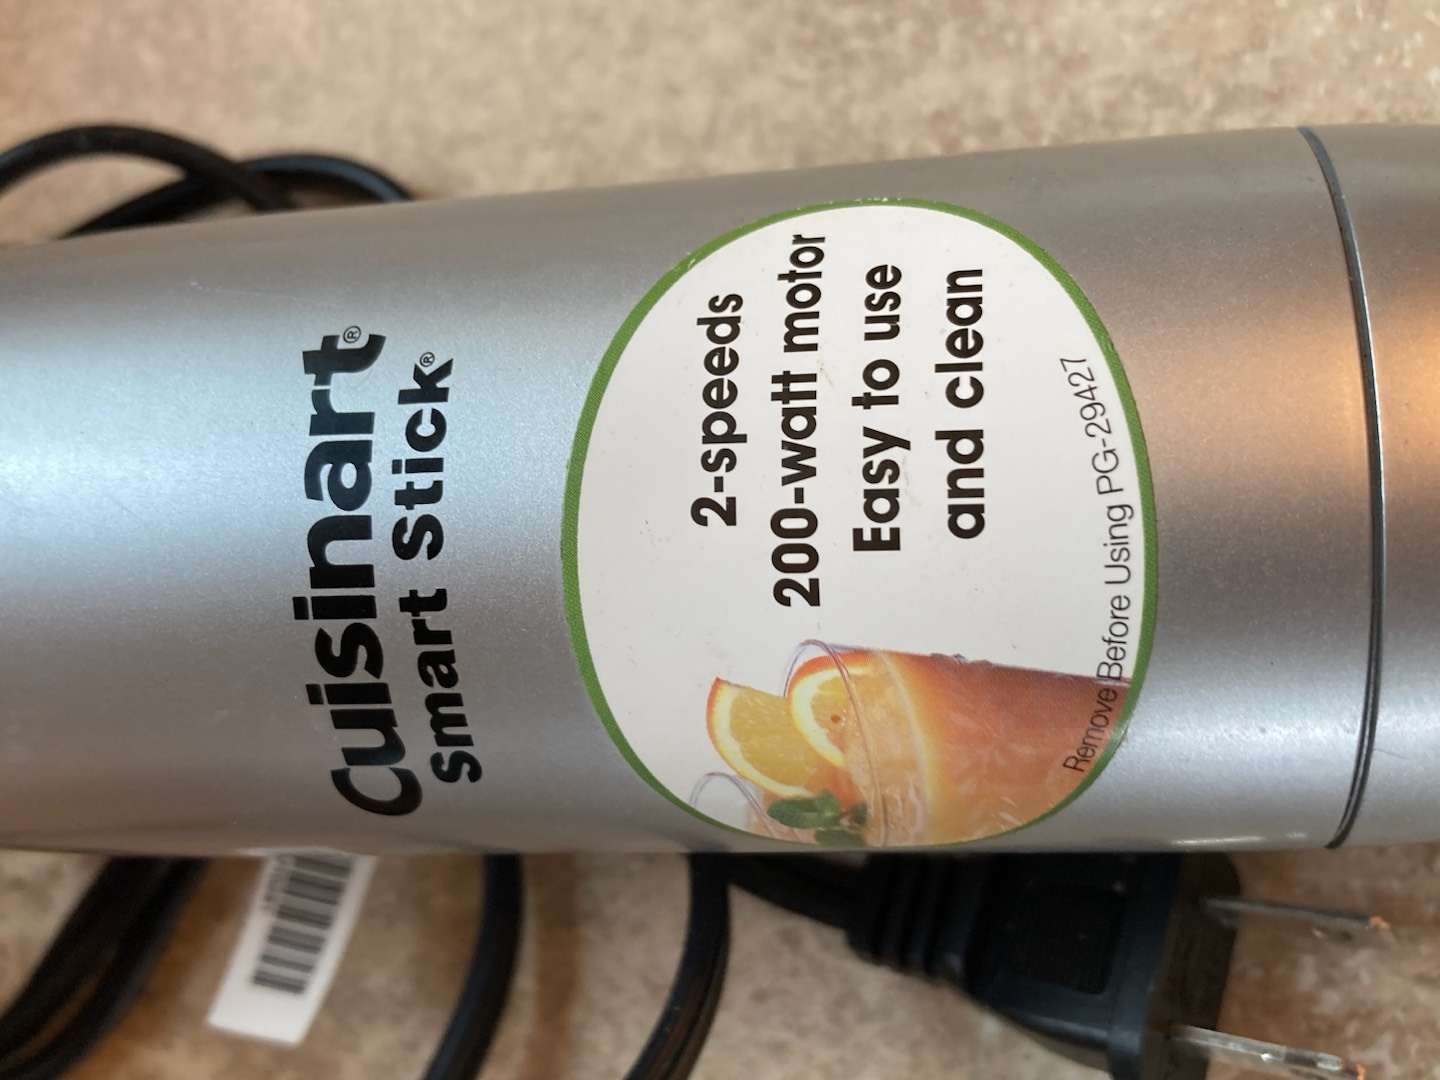 Cuisinart®
Smart Stick®
2-speeds
200-watt motor
Easy to use
and clean
Remove Before Using PG-29427